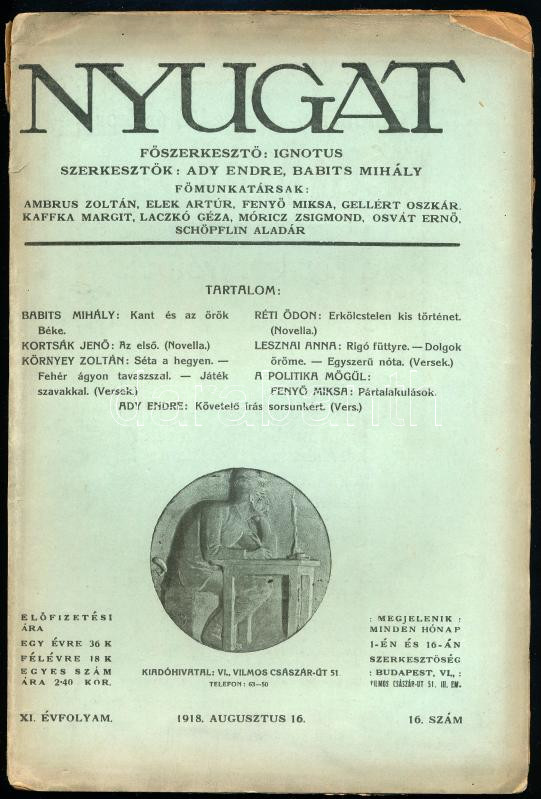 NYUGAT
FŐSZERKESZTŐ: IGNOTUS
SZERKESZTŐK: ADY ENDRE, BABITS MIHÁLY
FŐMUNKATÁRSAK:
AMBRUS ZOLTÁN, ELEK ARTÚR, FENYŐ MIKSA, GELLÉRT OSZKÁR,
KAFFKA MARGIT, LACZKÓ GÉZA, MÓRICZ ZSIGMOND, OSVÁT ERNŐ,
SCHÖPFLIN ALADÁR
TARTALOM:
BABITS MIHÁLY: Kant és az örök
Béke.
KORTSÁK JENŐ: Az első. (Novella.)
KÖRNYEY ZOLTÁN: Séta a hegyen. —
Fehér ágyon tavaszszal. — Játék
szavakkal. (Versek.)
RÉTI ÖDON: Erkölcstelen kis történet.
(Novella.)
LESZNAI ANNA: Rigó füttyre. — Dolgok
öröme. — Egyszerű nóta. (Versek.)
A POLITIKA MÖGÜL:
FENYŐ MIKSA: Pártalakulások.
ADY ENDRE: Követelő írás sorsunkért. (Vers.)
darabanth
ELŐFIZETÉSI
ÁRA
EGY ÉVRE 36 K
FÉLÉVRE 18 K
EGYES SZÁM
ÁRA 2·40 KOR.
KIADÓHIVATAL: VI., VILMOS CSÁSZÁR-ÚT 51
TELEFON: 63—50
: MEGJELENIK :
MINDEN HÓNAP
1-ÉN ÉS 16-ÁN
SZERKESZTŐSÉG
: BUDAPEST, VI., :
VILMOS CSÁSZÁR-ÚT 51. III. EM.
XI. ÉVFOLYAM.
1918. AUGUSZTUS 16.
16. SZÁM